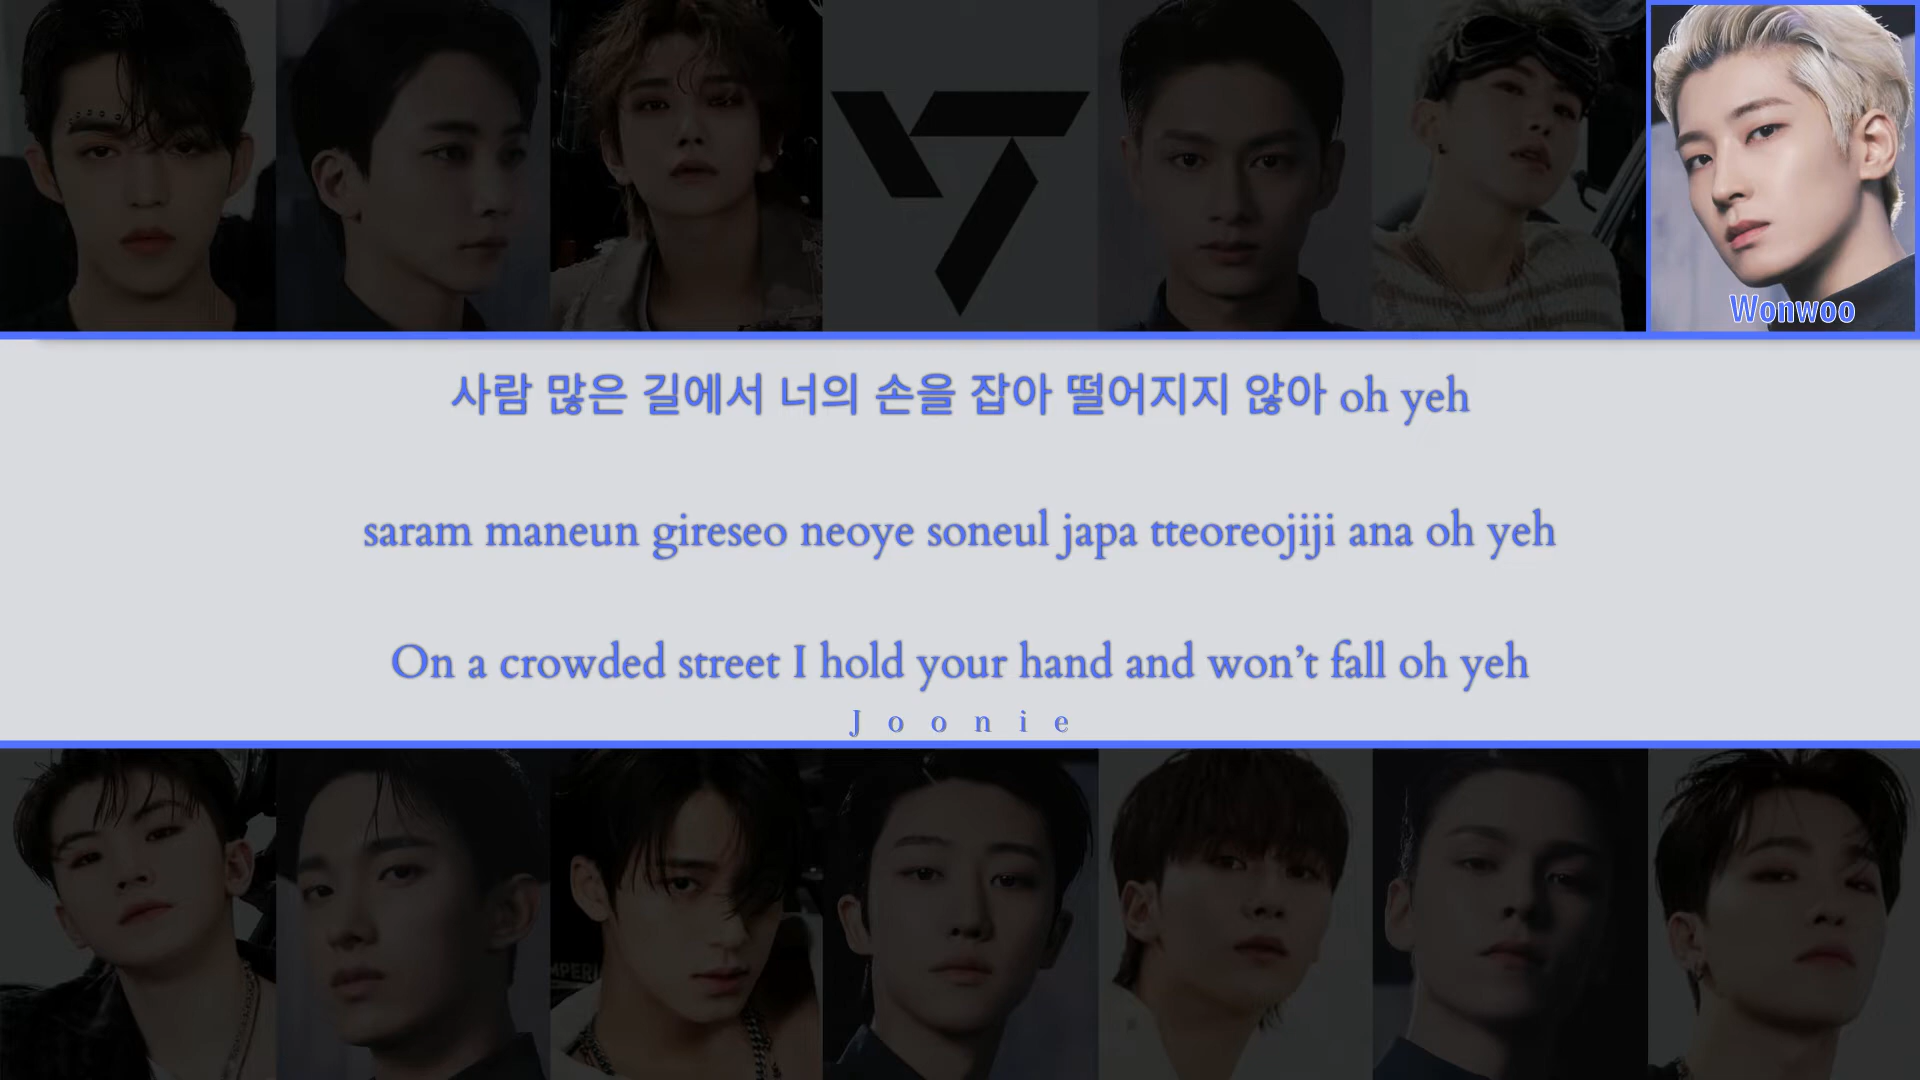 Wonwoo
사람 많은 길에서 너의 손을 잡아 떨어지지 않아 oh yeh
saram maneun gireseo neoye soneul japa tteoreojiji ana oh yeh
On a crowded street I hold your hand and won’t fall oh yeh
Joonie
MPERI